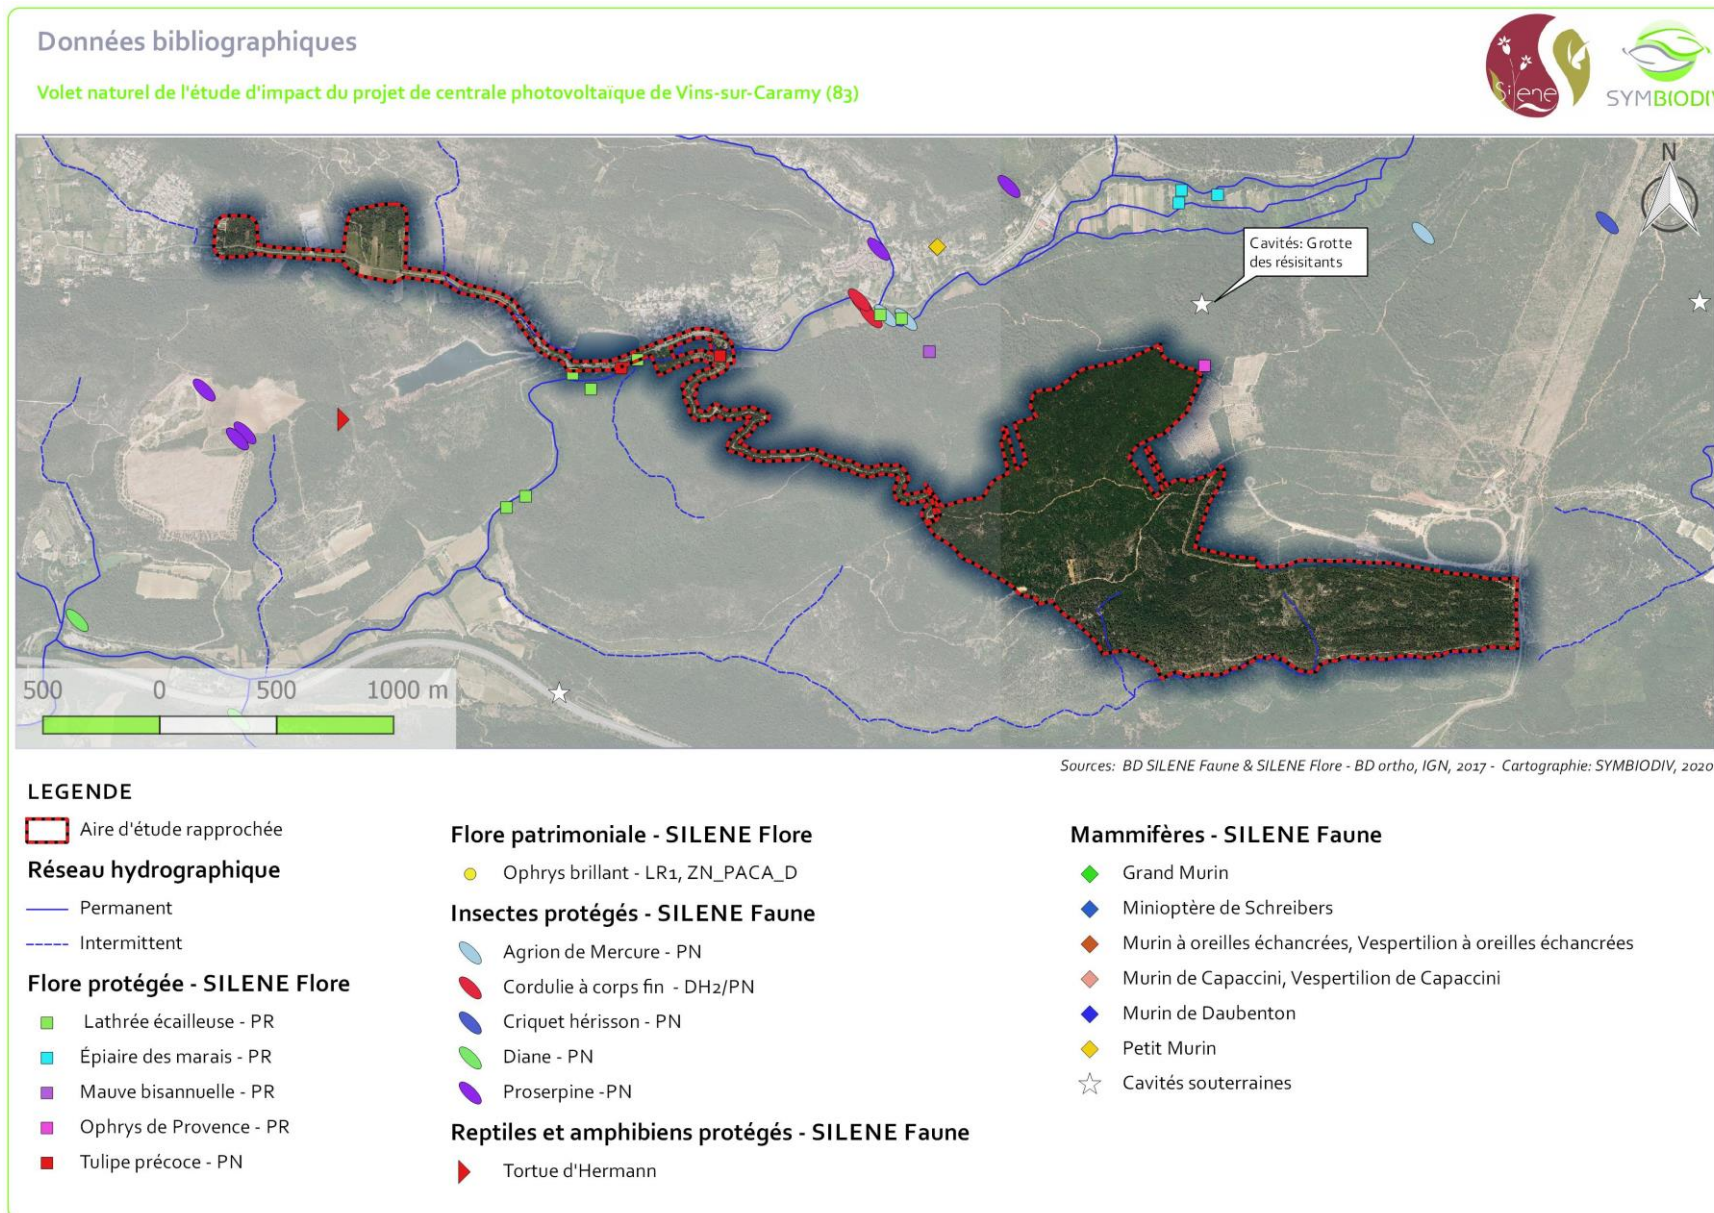 Données bibliographiques
Volet naturel de l'étude d'impact du projet de centrale photovoltaïque de Vins-sur-Caramy (83)
Silene
SYMBIODIV
N
Cavités: Grotte
des résisitants
500 0 500 1000 m
Sources: BD SILENE Faune & SILENE Flore - BD ortho, IGN, 2017 - Cartographie: SYMBIODIV, 2020
LEGENDE
Aire d'étude rapprochée
Réseau hydrographique
Permanent
Intermittent
Flore protégée - SILENE Flore
Lathrée écailleuse - PR
Épiaire des marais - PR
Mauve bisannuelle - PR
Ophrys de Provence - PR
Tulipe précoce - PN
Flore patrimoniale - SILENE Flore
Ophrys brillant - LR1, ZN_PACA_D
Insectes protégés - SILENE Faune
Agrion de Mercure - PN
Cordulie à corps fin - DH2/PN
Criquet hérisson - PN
Diane - PN
Proserpine -PN
Reptiles et amphibiens protégés - SILENE Faune
Tortue d'Hermann
Mammifères - SILENE Faune
Grand Murin
Minioptère de Schreibers
Murin à oreilles échancrées, Vespertilion à oreilles échancrées
Murin de Capaccini, Vespertilion de Capaccini
Murin de Daubenton
Petit Murin
Cavités souterraines